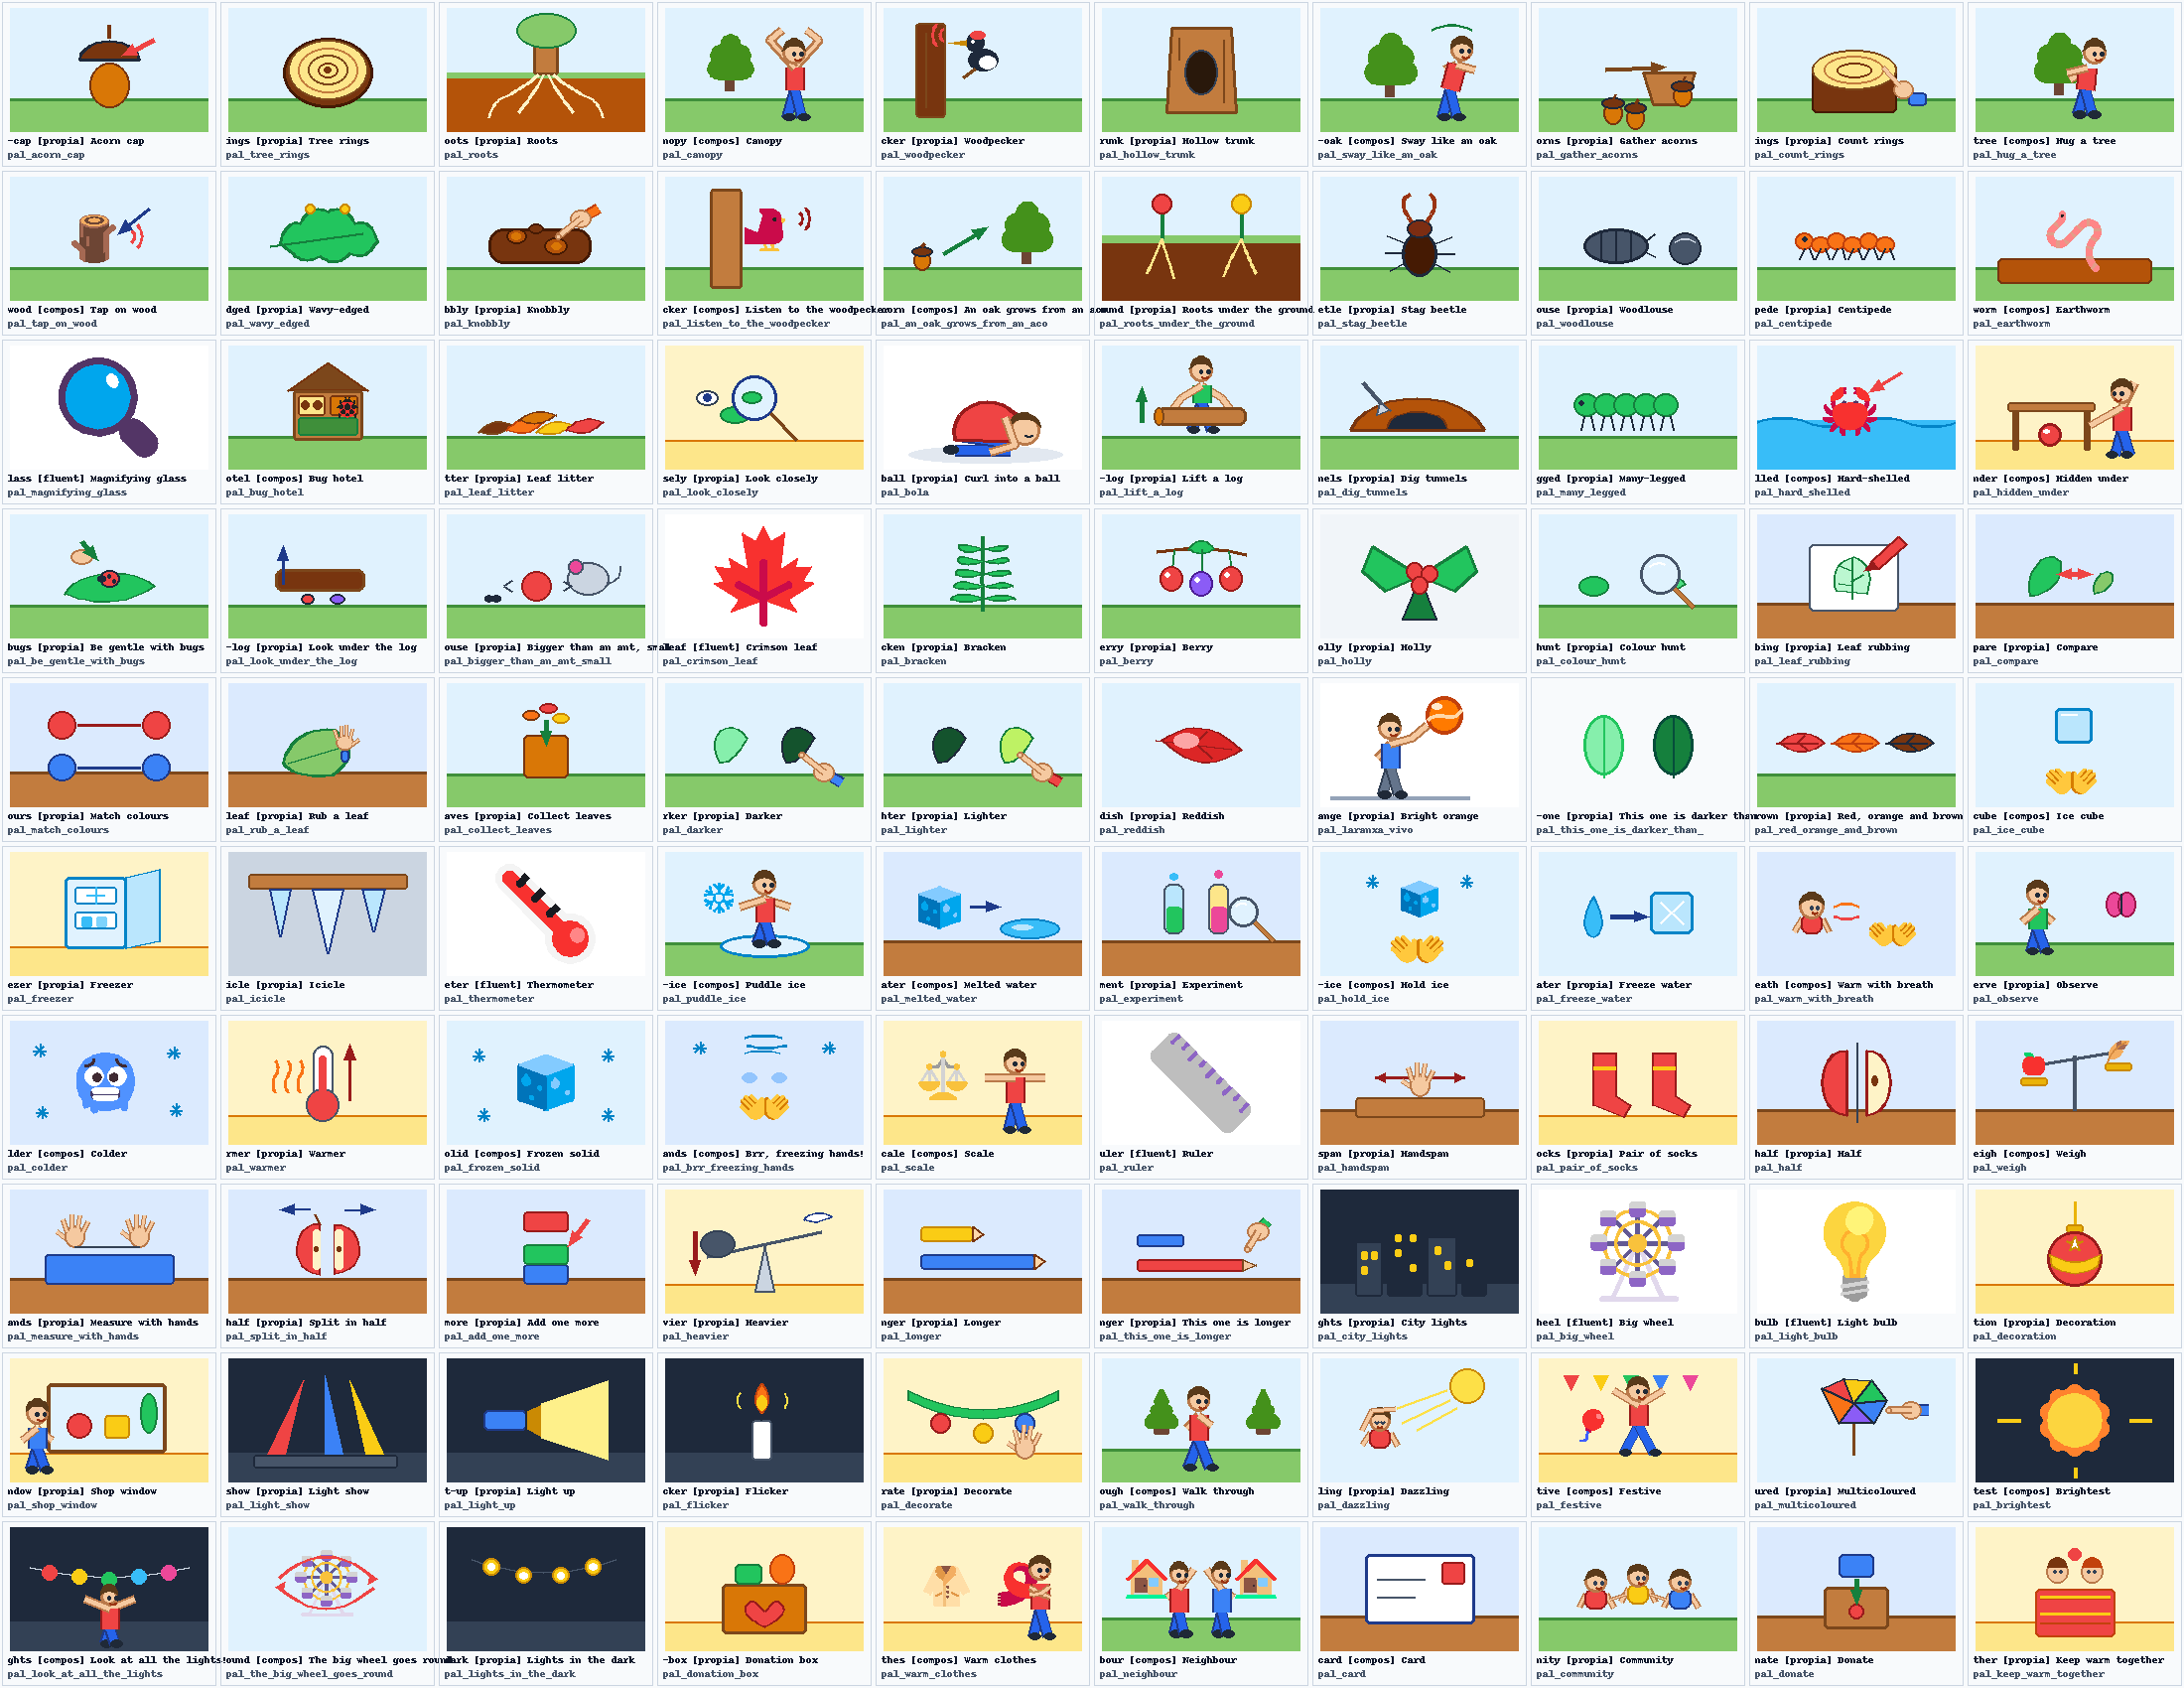 -cap [propia] Acorn cap
pal_acorn_cap
ings [propia] Tree rings
pal_tree_rings
oots [propia] Roots
pal_roots
nopy [compos] Canopy
pal_canopy
cker [propia] Woodpecker
pal_woodpecker
runk [propia] Hollow trunk
pal_hollow_trunk
-oak [compos] Sway like an oak
pal_sway_like_an_oak
orns [propia] Gather acorns
pal_gather_acorns
ings [propia] Count rings
pal_count_rings
tree [compos] Hug a tree
pal_hug_a_tree
wood [compos] Tap on wood
pal_tap_on_wood
dged [propia] Wavy-edged
pal_wavy_edged
bbly [propia] Knobbly
pal_knobbly
cker [compos] Listen to the woodpecker
pal_listen_to_the_woodpecker
orn [compos] An oak grows from an
pal_an_oak_grows_from_an_aco
ound [propia] Roots under the ground
pal_roots_under_the_ground
etle [propia] Stag beetle
pal_stag_beetle
ouse [propia] Woodlouse
pal_woodlouse
pede [propia] Centipede
pal_centipede
worm [compos] Earthworm
pal_earthworm
lass [fluent] Magnifying glass
pal_magnifying_glass
otel [compos] Bug hotel
pal_bug_hotel
tter [propia] Leaf litter
pal_leaf_litter
sely [propia] Look closely
pal_look_closely
ball [propia] Curl into a ball
pal_bola
-log [propia] Lift a log
pal_lift_a_log
nels [propia] Dig tunnels
pal_dig_tunnels
gged [propia] Many-legged
pal_many_legged
lled [compos] Hard-shelled
pal_hard_shelled
nder [compos] Hidden under
pal_hidden_under
bugs [propia] Be gentle with bugs
pal_be_gentle_with_bugs
-log [propia] Look under the log
pal_look_under_the_log
ouse [propia] Bigger than an ant,
pal_bigger_than_an_ant_small
leaf [fluent] Crimson leaf
pal_crimson_leaf
cken [propia] Bracken
pal_bracken
erry [propia] Berry
pal_berry
olly [propia] Holly
pal_holly
hunt [propia] Colour hunt
pal_colour_hunt
bing [propia] Leaf rubbing
pal_leaf_rubbing
pare [propia] Compare
pal_compare
ours [propia] Match colours
pal_match_colours
leaf [propia] Rub a leaf
pal_rub_a_leaf
aves [propia] Collect leaves
pal_collect_leaves
rker [propia] Darker
pal_darker
hter [propia] Lighter
pal_lighter
dish [propia] Reddish
pal_reddish
ange [propia] Bright orange
pal_laranxa_vivo
-one [propia] This one is darker than
pal_this_one_is_darker_than_
rown [propia] Red, orange and brown
pal_red_orange_and_brown
cube [compos] Ice cube
pal_ice_cube
ezer [propia] Freezer
pal_freezer
icle [propia] Icicle
pal_icicle
eter [fluent] Thermometer
pal_thermometer
-ice [compos] Puddle ice
pal_puddle_ice
ater [compos] Melted water
pal_melted_water
ment [propia] Experiment
pal_experiment
-ice [compos] Hold ice
pal_hold_ice
ater [propia] Freeze water
pal_freeze_water
eath [compos] Warm with breath
pal_warm_with_breath
erve [propia] Observe
pal_observe
lder [compos] Colder
pal_colder
rmer [propia] Warmer
pal_warmer
olid [compos] Frozen solid
pal_frozen_solid
ands [compos] Brr, freezing hands!
pal_brr_freezing_hands
cale [compos] Scale
pal_scale
uler [fluent] Ruler
pal_ruler
span [propia] Handspan
pal_handspan
ocks [propia] Pair of socks
pal_pair_of_socks
half [propia] Half
pal_half
eigh [compos] Weigh
pal_weigh
ands [propia] Measure with hands
pal_measure_with_hands
half [propia] Split in half
pal_split_in_half
more [propia] Add one more
pal_add_one_more
vier [propia] Heavier
pal_heavier
nger [propia] Longer
pal_longer
nger [propia] This one is longer
pal_this_one_is_longer
ghts [propia] City lights
pal_city_lights
heel [fluent] Big wheel
pal_big_wheel
bulb [fluent] Light bulb
pal_light_bulb
tion [propia] Decoration
pal_decoration
ndow [propia] Shop window
pal_shop_window
show [propia] Light show
pal_light_show
t-up [propia] Light up
pal_light_up
cker [propia] Flicker
pal_flicker
rate [propia] Decorate
pal_decorate
ough [compos] Walk through
pal_walk_through
ling [propia] Dazzling
pal_dazzling
tive [compos] Festive
pal_festive
ured [propia] Multicoloured
pal_multicoloured
test [compos] Brightest
pal_brightest
ghts [compos] Look at all the lights!
pal_look_at_all_the_lights
ound [compos] The big wheel goes round
pal_the_big_wheel_goes_round
dark [propia] Lights in the dark
pal_lights_in_the_dark
-box [propia] Donation box
pal_donation_box
thes [compos] Warm clothes
pal_warm_clothes
bour [compos] Neighbour
pal_neighbour
card [compos] Card
pal_card
nity [propia] Community
pal_community
nate [propia] Donate
pal_donate
ther [propia] Keep warm together
pal_keep_warm_together